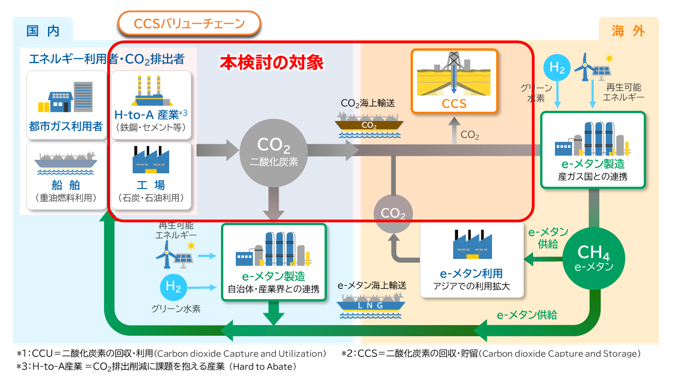 CCSバリューチェーン
国 内
海 外
エネルギー利用者・CO2排出者
本検討の対象
都市ガス利用者
H-to-A 産業*3
(鉄鋼・セメント等)
船 舶
(重油燃料利用)
工 場
(石炭・石油利用)
CO2
二酸化炭素
CO2海上輸送
CO2
CCS
CO2
H2
グリーン
水素
再生可能
エネルギー
e-メタン製造
産ガス国との連携
CO2
再生可能
エネルギー
H2
グリーン水素
e-メタン製造
自治体・産業界との連携
e-メタン海上輸送
LNG
e-メタン利用
アジアでの利用拡大
e-メタン
供給
e-メタン
供給
CH4
e-メタン
e-メタン供給
*1:CCU=二酸化炭素の回収・利用(Carbon dioxide Capture and Utilization)
*2:CCS=二酸化炭素の回収・貯留(Carbon dioxide Capture and Storage)
*3:H-to-A産業 =CO2排出削減に課題を抱える産業 (Hard to Abate)